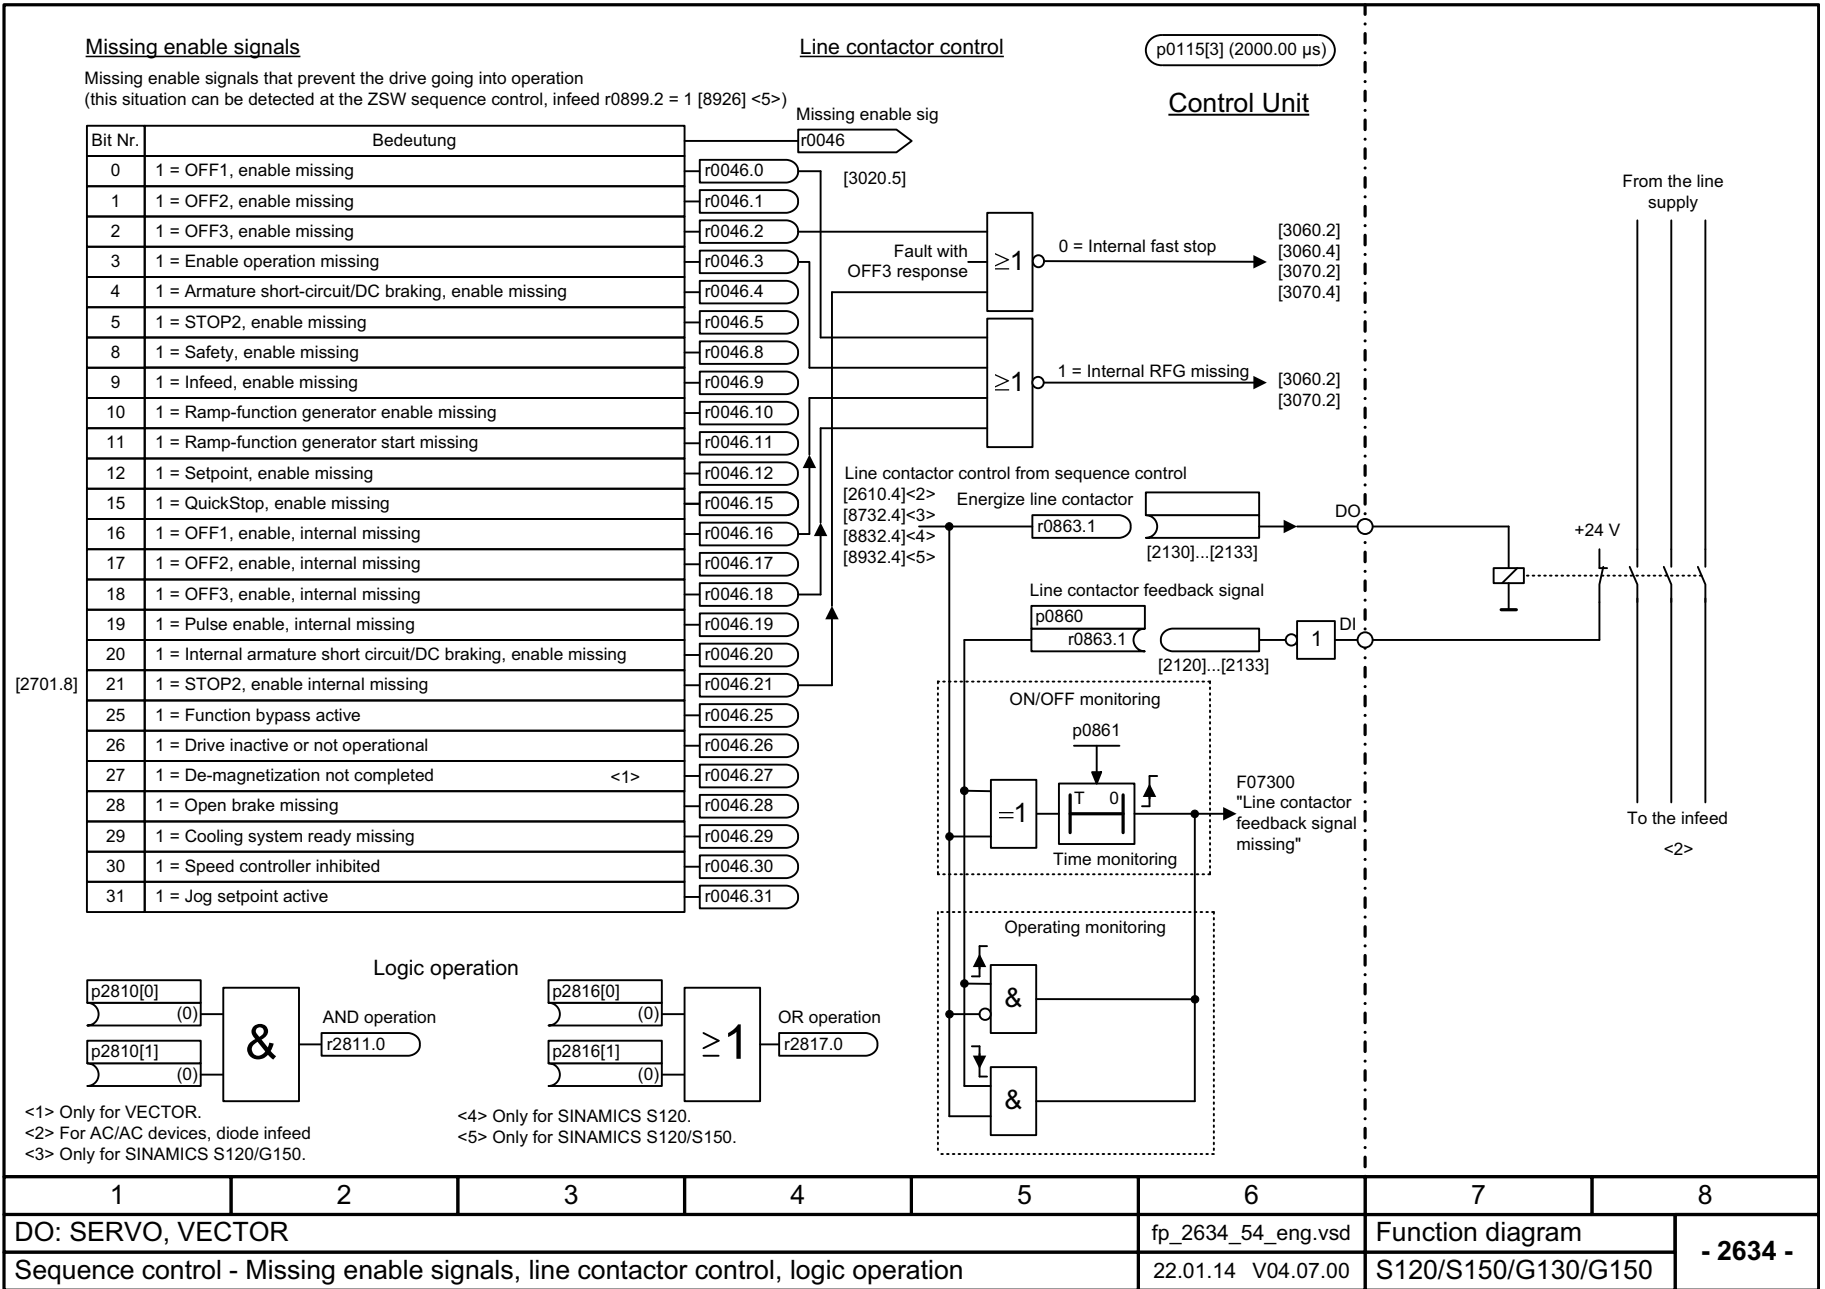 Missing enable signals
Line contactor control
p0115[3] (2000.00 µs)
Missing enable signals that prevent the drive going into operation
(this situation can be detected at the ZSW sequence control, infeed r0899.2 = 1 [8926] <5>)
Control Unit
Missing enable sig
r0046
[3020.5]
Bit Nr. Bedeutung
0 1 = OFF1, enable missing r0046.0
1 1 = OFF2, enable missing r0046.1
2 1 = OFF3, enable missing r0046.2
3 1 = Enable operation missing r0046.3
4 1 = Armature short-circuit/DC braking, enable missing r0046.4
5 1 = STOP2, enable missing r0046.5
8 1 = Safety, enable missing r0046.8
9 1 = Infeed, enable missing r0046.9
10 1 = Ramp-function generator enable missing r0046.10
11 1 = Ramp-function generator start missing r0046.11
12 1 = Setpoint, enable missing r0046.12
15 1 = QuickStop, enable missing r0046.15
16 1 = OFF1, enable, internal missing r0046.16
17 1 = OFF2, enable, internal missing r0046.17
18 1 = OFF3, enable, internal missing r0046.18
19 1 = Pulse enable, internal missing r0046.19
20 1 = Internal armature short circuit/DC braking, enable missing r0046.20
[2701.8] 21 1 = STOP2, enable internal missing r0046.21
25 1 = Function bypass active r0046.25
26 1 = Drive inactive or not operational r0046.26
27 1 = De-magnetization not completed <1> r0046.27
28 1 = Open brake missing r0046.28
29 1 = Cooling system ready missing r0046.29
30 1 = Speed controller inhibited r0046.30
31 1 = Jog setpoint active r0046.31
Fault with
OFF3 response
≥1
0 = Internal fast stop
[3060.2]
[3060.4]
[3070.2]
[3070.4]
≥1
1 = Internal RFG missing
[3060.2]
[3070.2]
Line contactor control from sequence control
[2610.4]<2>
[8732.4]<3>
[8832.4]<4>
[8932.4]<5>
Energize line contactor
r0863.1
[2130]...[2133]
DO
Line contactor feedback signal
p0860
r0863.1
[2120]...[2133]
1
DI
From the line
supply
+24 V
To the infeed
<2>
ON/OFF monitoring
p0861
=1
T 0
Time monitoring
F07300
"Line contactor
feedback signal
missing"
Operating monitoring
&
&
Logic operation
p2810[0]
(0)
p2810[1]
(0)
&
AND operation
r2811.0
p2816[0]
(0)
p2816[1]
(0)
≥1
OR operation
r2817.0
<1> Only for VECTOR.
<2> For AC/AC devices, diode infeed
<3> Only for SINAMICS S120/G150.
<4> Only for SINAMICS S120.
<5> Only for SINAMICS S120/S150.
1 2 3 4 5 6 7 8
DO: SERVO, VECTOR
fp_2634_54_eng.vsd
Function diagram
- 2634 -
Sequence control - Missing enable signals, line contactor control, logic operation
22.01.14 V04.07.00
S120/S150/G130/G150